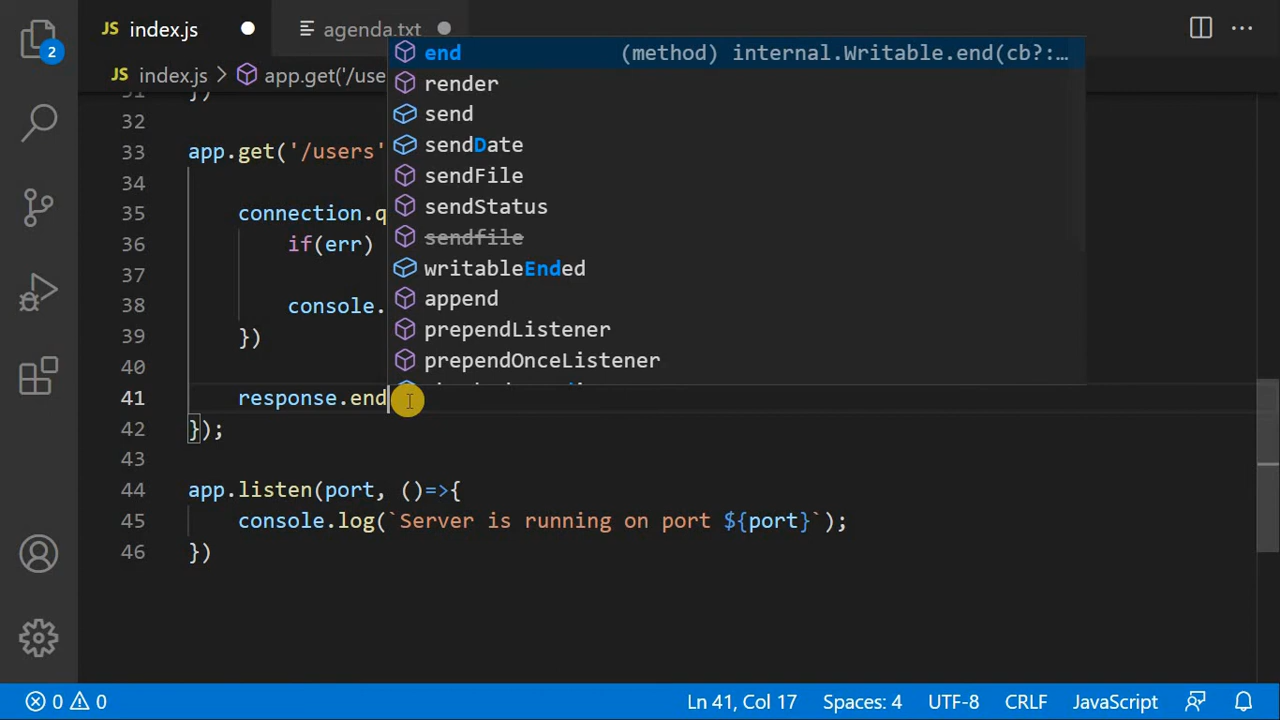 JS index.js
agenda.txt
2
JS index.js > app.get('/use
end (method) internal.Writable.end(cb?:…
render
send
sendDate
sendFile
sendStatus
sendfile
writableEnded
append
prependListener
prependOnceListener
31 })
32
33 app.get('/users'
34
35 connection.q
36 if(err)
37
38 console.
39 })
40
41 response.end
42 });
43
44 app.listen(port, ()=>{
45 console.log(`Server is running on port ${port}`);
46 })
0 0
Ln 41, Col 17
Spaces: 4
UTF-8
CRLF
JavaScript